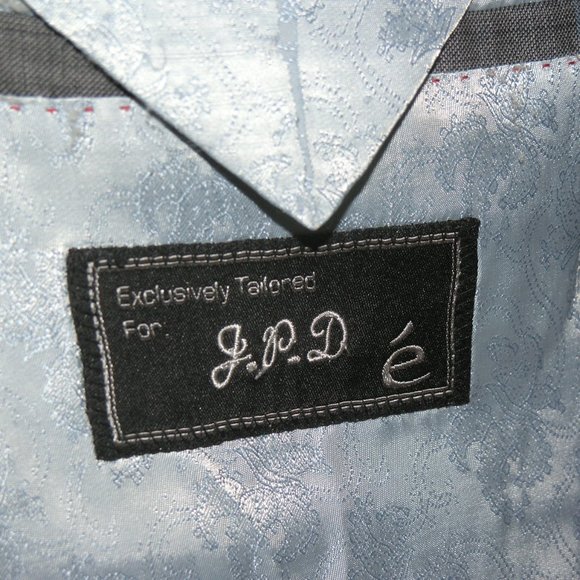 Exclusively Tailored
For:
J.P.D
é